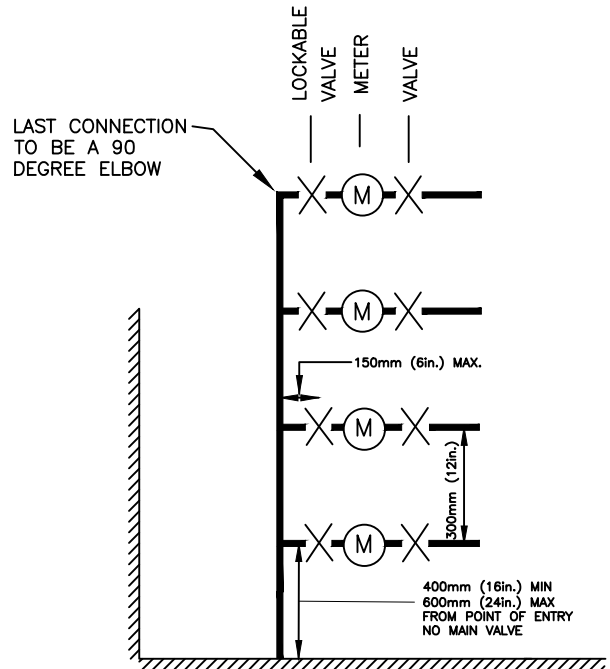 LOCKABLE
VALVE
METER
VALVE
LAST CONNECTION
TO BE A 90
DEGREE ELBOW
M
M
150mm (6in.) MAX.
M
300mm (12in.)
M
400mm (16in.) MIN
600mm (24in.) MAX
FROM POINT OF ENTRY
NO MAIN VALVE